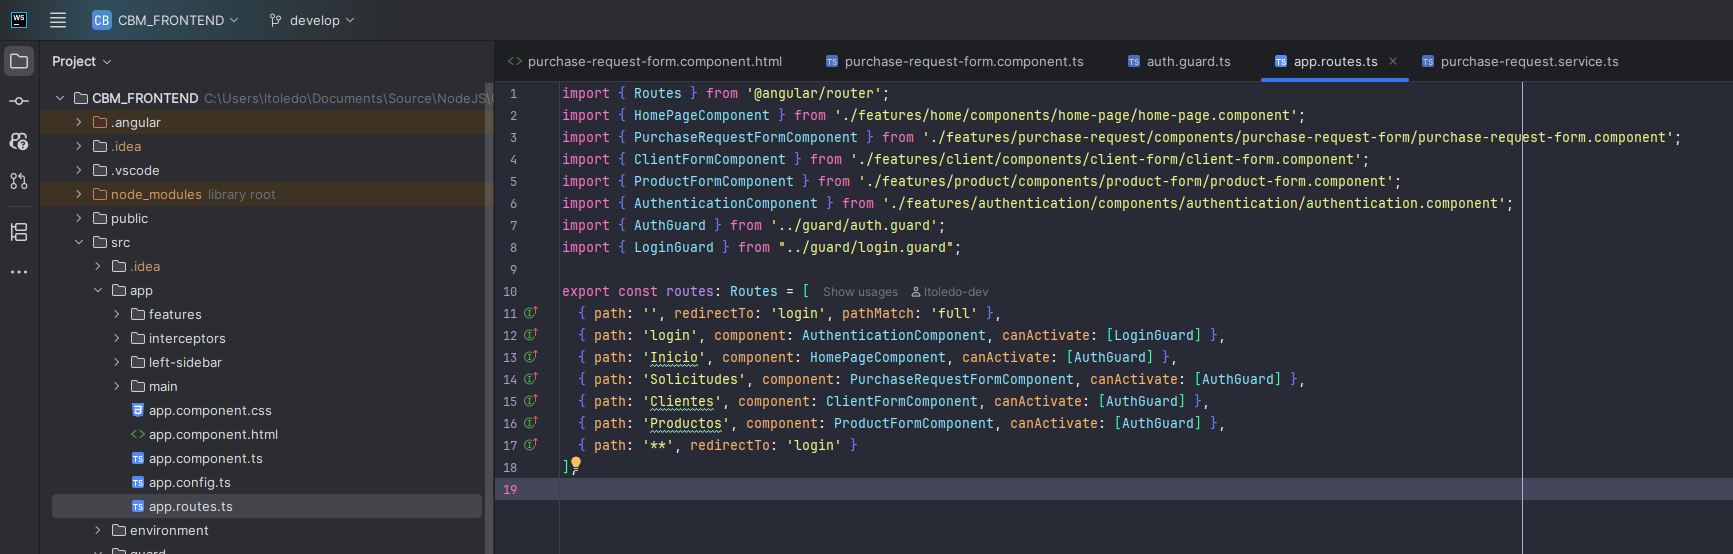 WS
CB CBM_FRONTEND develop
Project
purchase-request-form.component.html TS purchase-request-form.component.ts TS auth.guard.ts TS app.routes.ts TS purchase-request.service.ts
CBM_FRONTEND C:\Users\ltoledo\Documents\Source\NodeJS\
.angular
.idea
.vscode
node_modules library root
public
src
.idea
app
features
interceptors
left-sidebar
main
app.component.css
<> app.component.html
TS app.component.ts
TS app.config.ts
TS app.routes.ts
environment
guard
1 import { Routes } from '@angular/router';
2 import { HomePageComponent } from './features/home/components/home-page/home-page.component';
3 import { PurchaseRequestFormComponent } from './features/purchase-request/components/purchase-request-form/purchase-request-form.component';
4 import { ClientFormComponent } from './features/client/components/client-form/client-form.component';
5 import { ProductFormComponent } from './features/product/components/product-form/product-form.component';
6 import { AuthenticationComponent } from './features/authentication/components/authentication/authentication.component';
7 import { AuthGuard } from '../guard/auth.guard';
8 import { LoginGuard } from "../guard/login.guard";
9
10 export const routes: Routes = [ Show usages ltoledo-dev
11 { path: '', redirectTo: 'login', pathMatch: 'full' },
12 { path: 'login', component: AuthenticationComponent, canActivate: [LoginGuard] },
13 { path: 'Inicio', component: HomePageComponent, canActivate: [AuthGuard] },
14 { path: 'Solicitudes', component: PurchaseRequestFormComponent, canActivate: [AuthGuard] },
15 { path: 'Clientes', component: ClientFormComponent, canActivate: [AuthGuard] },
16 { path: 'Productos', component: ProductFormComponent, canActivate: [AuthGuard] },
17 { path: '**', redirectTo: 'login' }
18 ];
19